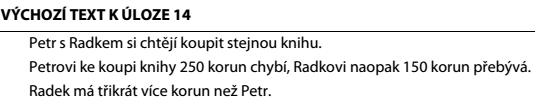 VÝCHOZÍ TEXT K ÚLOZE 14
Petr s Radkem si chtějí koupit stejnou knihu.
Petrovi ke koupi knihy 250 korun chybí, Radkovi naopak 150 korun přebývá.
Radek má třikrát více korun než Petr.